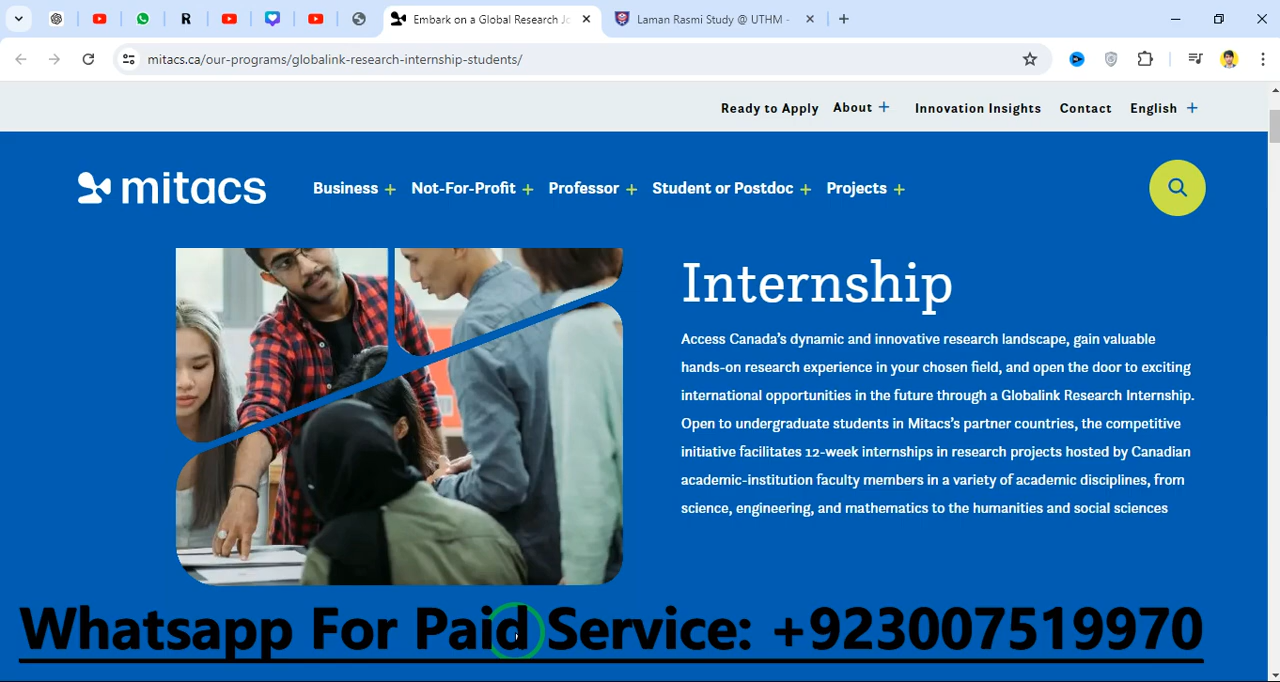 Embark on a Global Research Jo
Laman Rasmi Study @ UTHM -
mitacs.ca/our-programs/globalink-research-internship-students/
Ready to Apply About + Innovation Insights Contact English +
mitacs Business + Not-For-Profit + Professor + Student or Postdoc + Projects +
Internship
Access Canada's dynamic and innovative research landscape, gain valuable
hands-on research experience in your chosen field, and open the door to exciting
international opportunities in the future through a Globalink Research Internship.
Open to undergraduate students in Mitacs's partner countries, the competitive
initiative facilitates 12-week internships in research projects hosted by Canadian
academic-institution faculty members in a variety of academic disciplines, from
science, engineering, and mathematics to the humanities and social sciences
Whatsapp For Paid Service: +923007519970